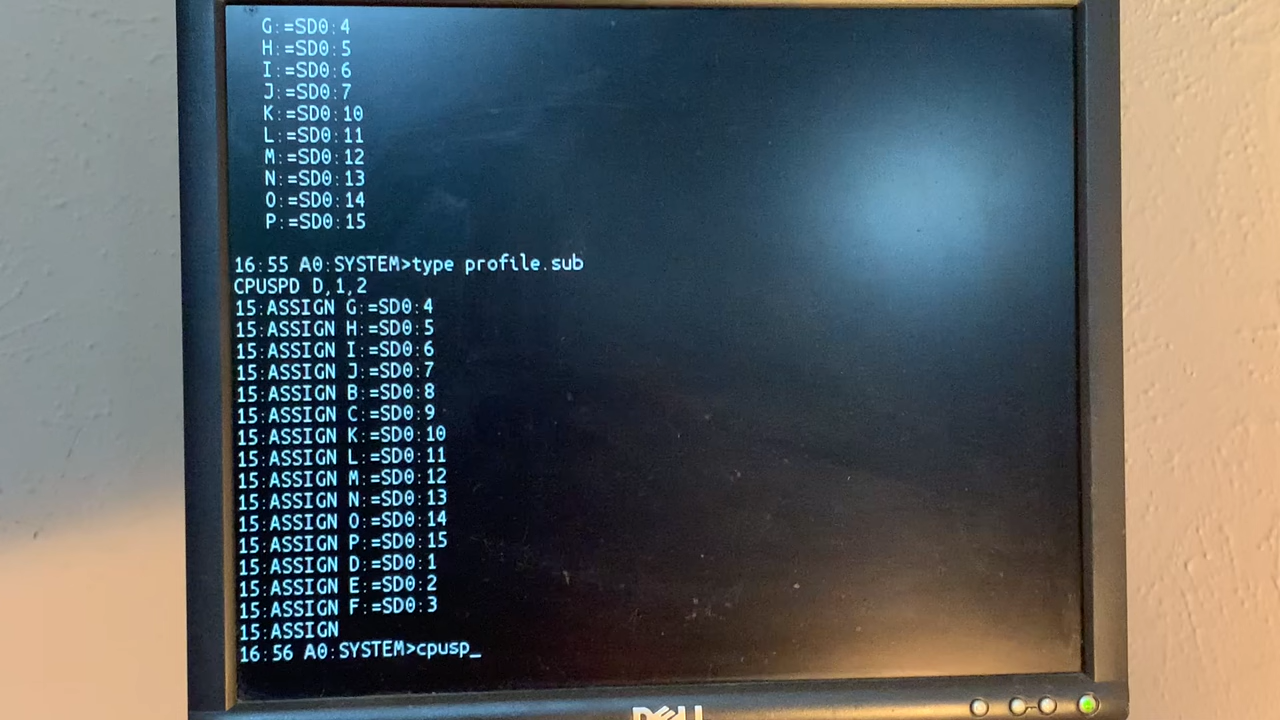 G:=SD0:4
H:=SD0:5
I:=SD0:6
J:=SD0:7
K:=SD0:10
L:=SD0:11
M:=SD0:12
N:=SD0:13
O:=SD0:14
P:=SD0:15
16:55 A0:SYSTEM>type profile.sub
CPUSPD D,1,2
15:ASSIGN G:=SD0:4
15:ASSIGN H:=SD0:5
15:ASSIGN I:=SD0:6
15:ASSIGN J:=SD0:7
15:ASSIGN B:=SD0:8
15:ASSIGN C:=SD0:9
15:ASSIGN K:=SD0:10
15:ASSIGN L:=SD0:11
15:ASSIGN M:=SD0:12
15:ASSIGN N:=SD0:13
15:ASSIGN O:=SD0:14
15:ASSIGN P:=SD0:15
15:ASSIGN D:=SD0:1
15:ASSIGN E:=SD0:2
15:ASSIGN F:=SD0:3
15:ASSIGN
16:56 A0:SYSTEM>cpusp_
DELL